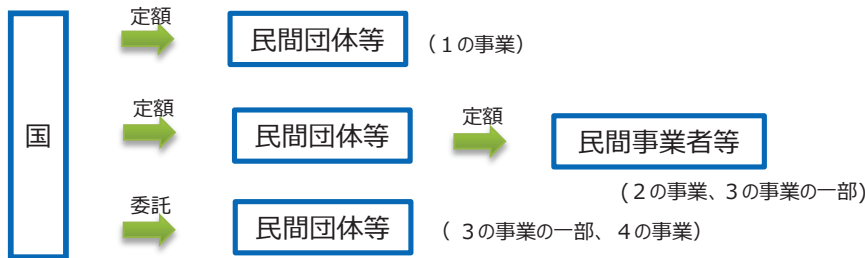 国
定額
民間団体等
（１の事業）
定額
民間団体等
定額
民間事業者等
(２の事業、３の事業の一部)
委託
民間団体等
（ ３の事業の一部、４の事業）